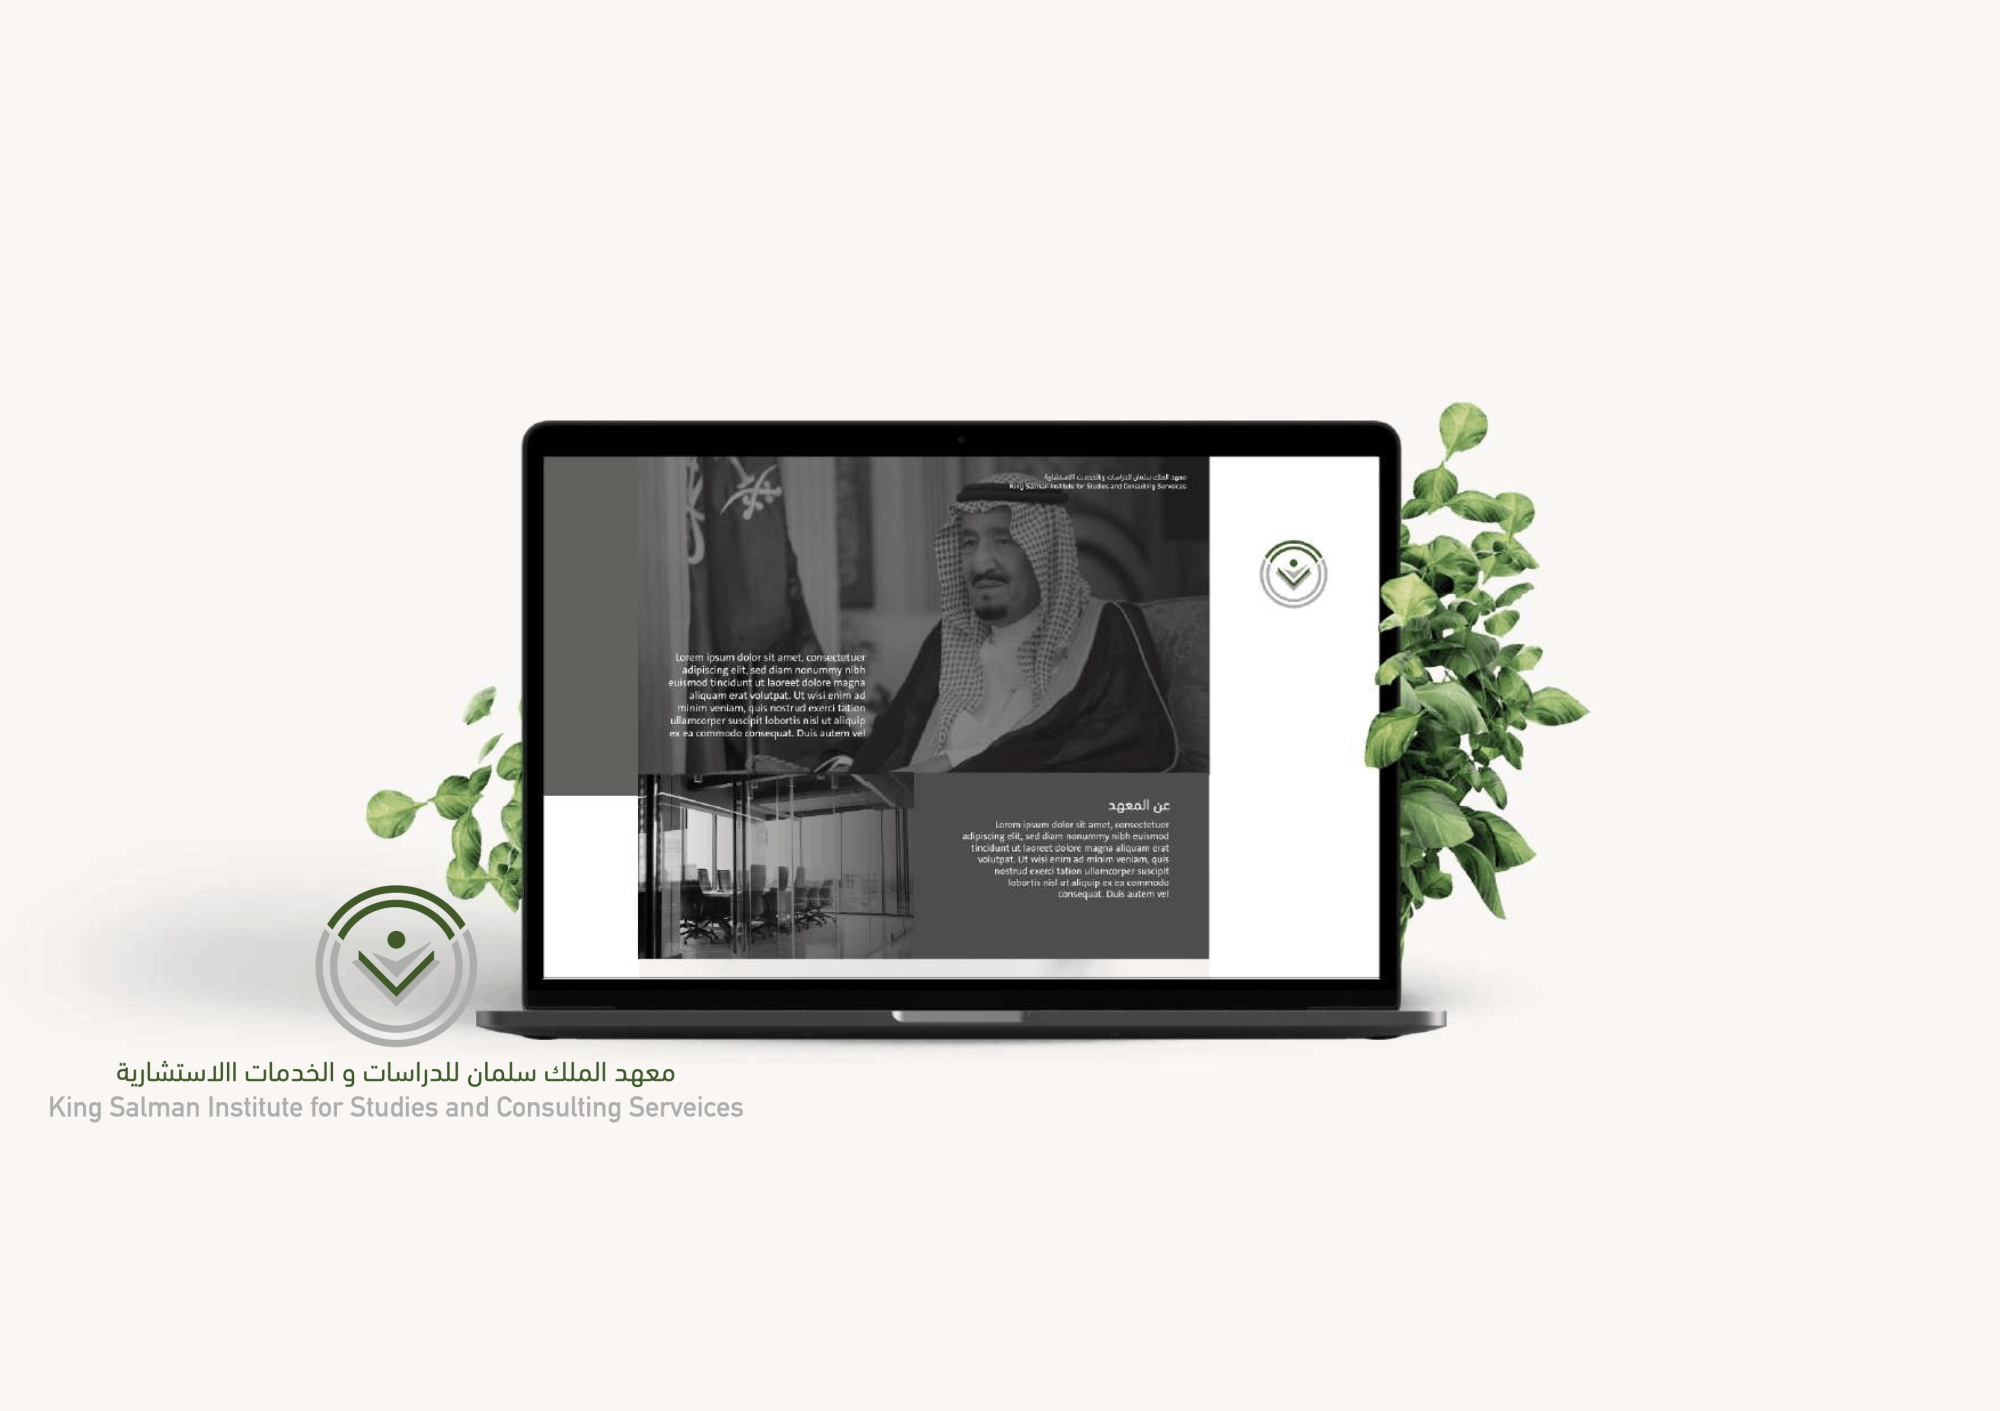 معهد الملك سلمان للدراسات و الخدمات الاستشارية
King Salman Institute for Studies and Consulting Serveices
Lorem ipsum dolor sit amet, consectetuer
adipiscing elit, sed diam nonummy nibh
euismod tincidunt ut laoreet dolore magna
aliquam erat volutpat. Ut wisi enim ad
minim veniam, quis nostrud exerci tation
ullamcorper suscipit lobortis nisl ut aliquip
ex ea commodo consequat. Duis autem vel
عن المعهد
Lorem ipsum dolor sit amet, consectetuer
adipiscing elit, sed diam nonummy nibh euismod
tincidunt ut laoreet dolore magna aliquam erat
volutpat. Ut wisi enim ad minim veniam, quis
nostrud exerci tation ullamcorper suscipit
lobortis nisl ut aliquip ex ea commodo
consequat. Duis autem vel
معهد الملك سلمان للدراسات و الخدمات االاستشارية
King Salman Institute for Studies and Consulting Serveices